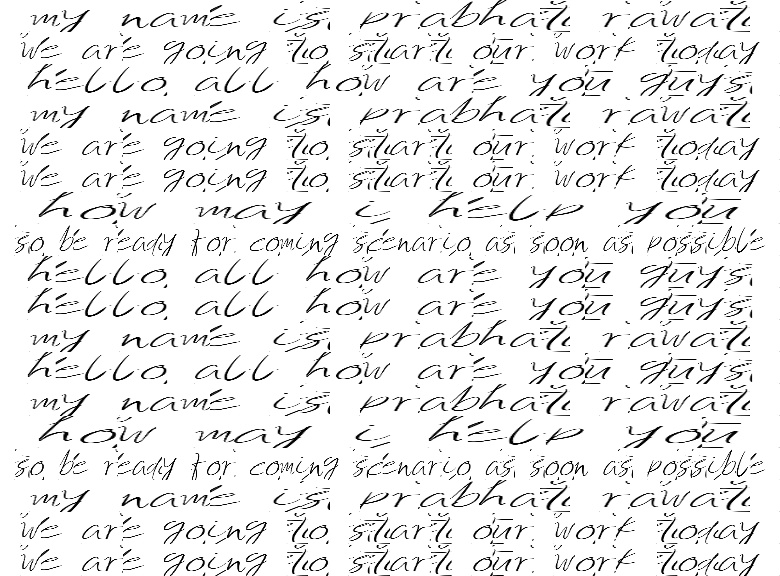 my name is prabhat rawat
we are going to start our work today
hello all how are you guys
my name is prabhat rawat
we are going to start our work today
we are going to start our work today
how may i help you
so be ready for coming scenario as soon as possible
hello all how are you guys
hello all how are you guys
my name is prabhat rawat
hello all how are you guys
my name is prabhat rawat
how may i help you
so be ready for coming scenario as soon as possible
my name is prabhat rawat
we are going to start our work today
we are going to start our work today